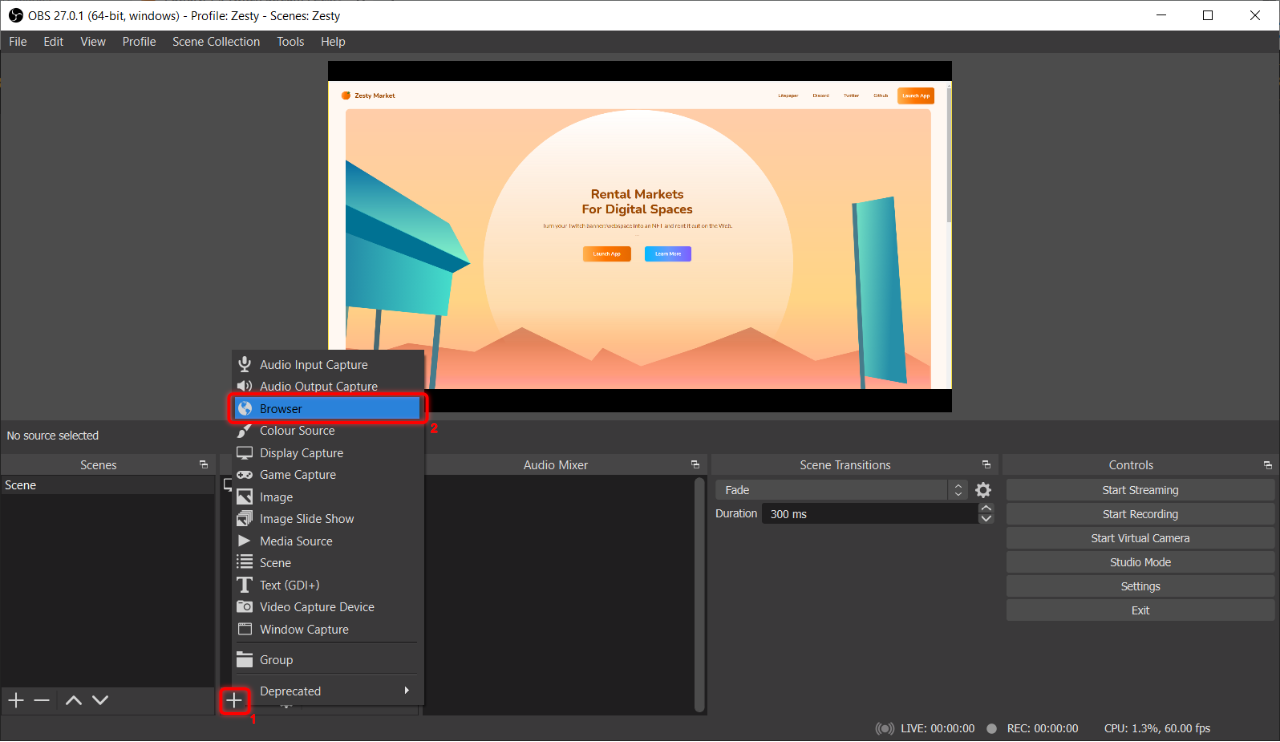 OBS 27.0.1 (64-bit, windows) - Profile: Zesty - Scenes: Zesty
File Edit View Profile Scene Collection Tools Help
Zesty Market Litepaper Discord Twitter Github Launch App
Rental Markets
For Digital Spaces
Turn your Twitch banner/webspace into an NFT and rent it out on the Web.
Launch App Learn More
Audio Input Capture
Audio Output Capture
Browser
2
Colour Source
Display Capture
Game Capture
Image
Image Slide Show
Media Source
Scene
Text (GDI+)
Video Capture Device
Window Capture
Group
Deprecated
1
No source selected
Scenes
Scene
Audio Mixer
Scene Transitions
Fade
Duration 300 ms
Controls
Start Streaming
Start Recording
Start Virtual Camera
Studio Mode
Settings
Exit
LIVE: 00:00:00 REC: 00:00:00 CPU: 1.3%, 60.00 fps